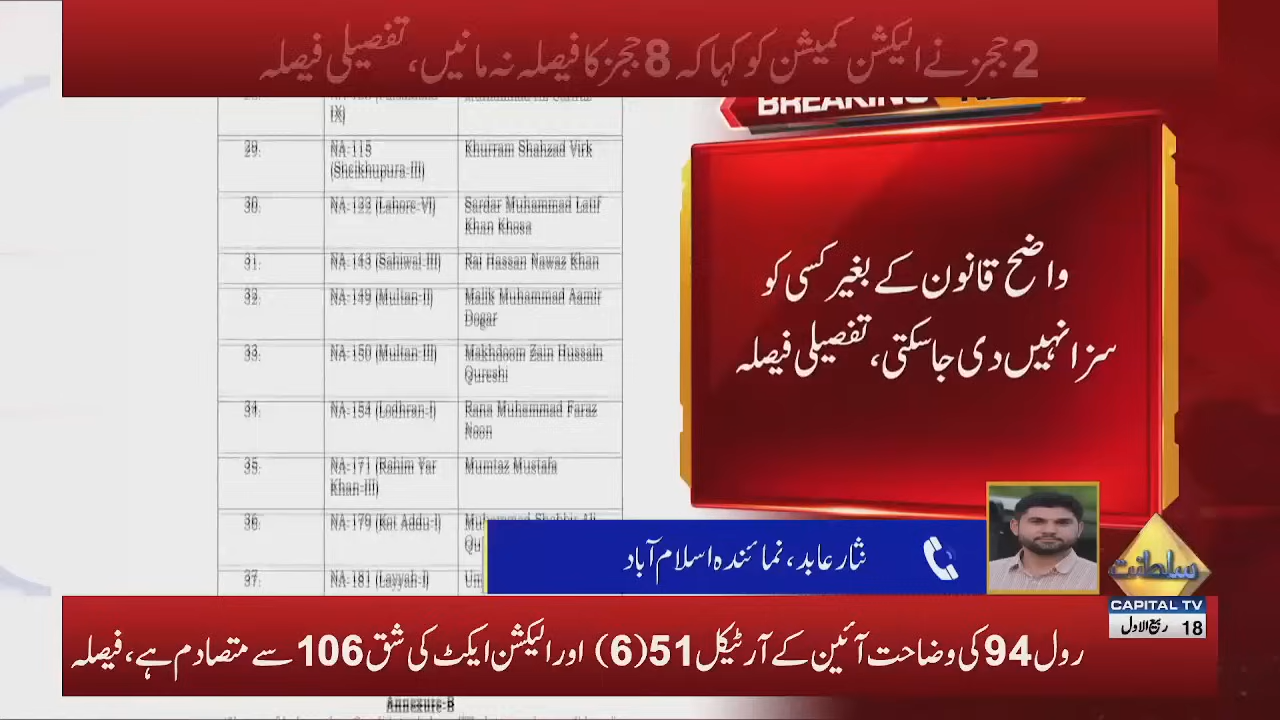 2 ججز نے الیکشن کمیشن کو کہا کہ 8 ججز کا فیصلہ نہ مانیں، تفصیلی فیصلہ
BREAKING
IX)
29. NA-115 (Sheikhupura-III) Khurram Shahzad Virk
30. NA-122 (Lahore-VI) Sardar Muhammad Latif Khan Khosa
31. NA-143 (Sahiwal-III) Rai Hassan Nawaz Khan
32. NA-149 (Multan-II) Malik Muhammad Aamir Dogar
33. NA-150 (Multan-III) Makhdoom Zain Hussain Qureshi
34. NA-154 (Lodhran-I) Rana Muhammad Faraz Noon
35. NA-171 (Rahim Yar Khan-III) Mumtaz Mustafa
36. NA-179 (Kot Addu-I)
37. NA-181 (Layyah-I)
واضح قانون کے بغیر کسی کو
سزا نہیں دی جا سکتی، تفصیلی فیصلہ
نثار عابد، نمائندہ اسلام آباد
سلطانت
CAPITAL TV
18 ربیع الاول
رول 94 کی وضاحت آئین کے آرٹیکل 51(6) اور الیکشن ایکٹ کی شق 106 سے متصادم ہے، فیصلہ
Annexure-B